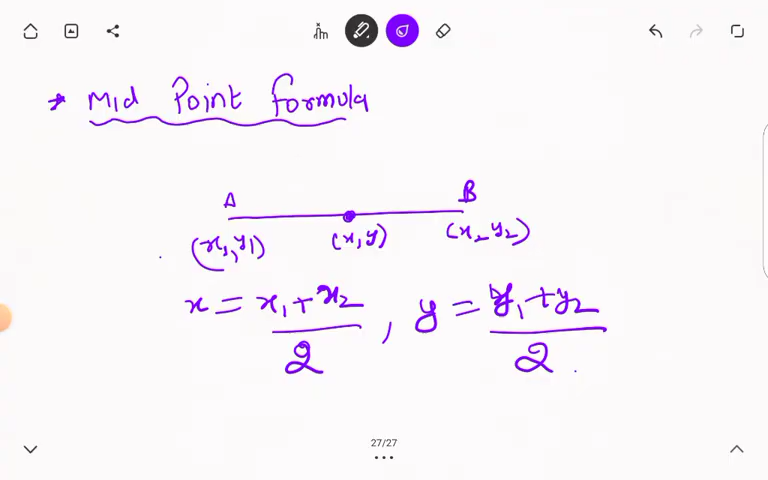 * Mid Point Formula
A B
(x₁, y₁) (x, y) (x₂ y₂)
x = x₁ + x₂ / 2 , y = y₁ + y₂ / 2
27/27